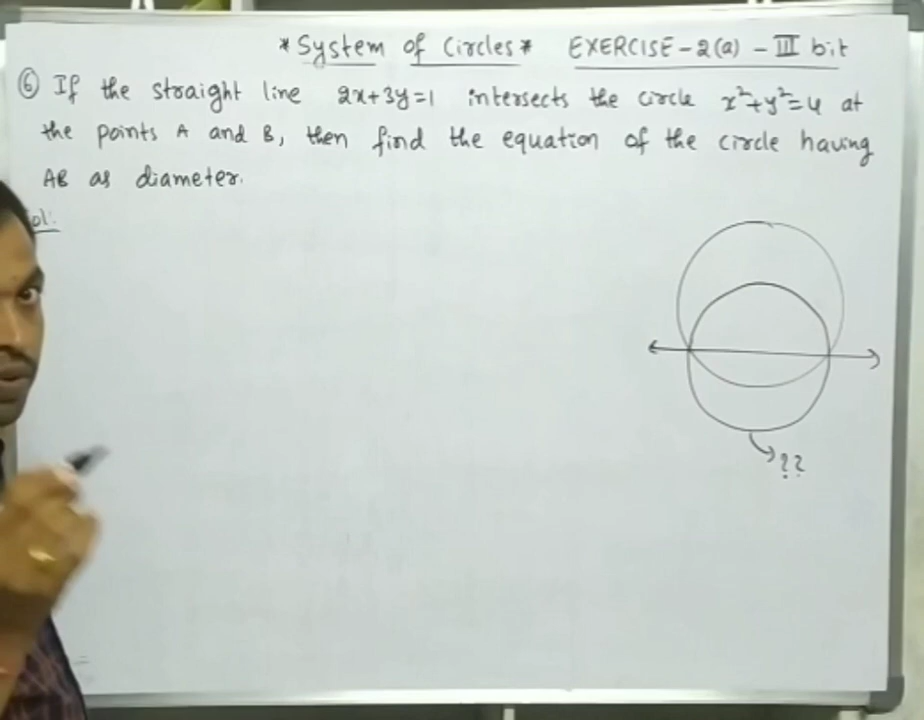 *System of Circles* EXERCISE-2(a) - III bit
⑥ If the straight line 2x+3y=1 intersects the circle x²+y²=4 at
the points A and B, then find the equation of the circle having
AB as diameter.
ol:
??